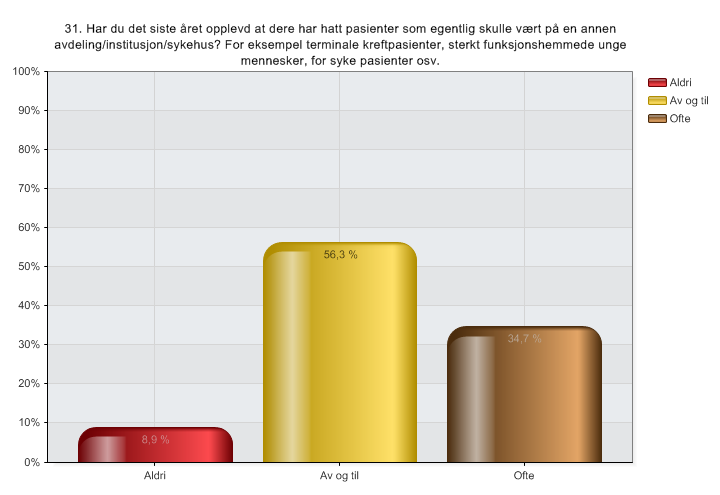 31. Har du det siste året opplevd at dere har hatt pasienter som egentlig skulle vært på en annen
avdeling/institusjon/sykehus? For eksempel terminale kreftpasienter, sterkt funksjonshemmede unge
mennesker, for syke pasienter osv.
100%
90%
80%
70%
60%
50%
40%
30%
20%
10%
0%
56,3 %
34,7 %
8,9 %
Aldri
Av og til
Ofte
Aldri
Av og til
Ofte